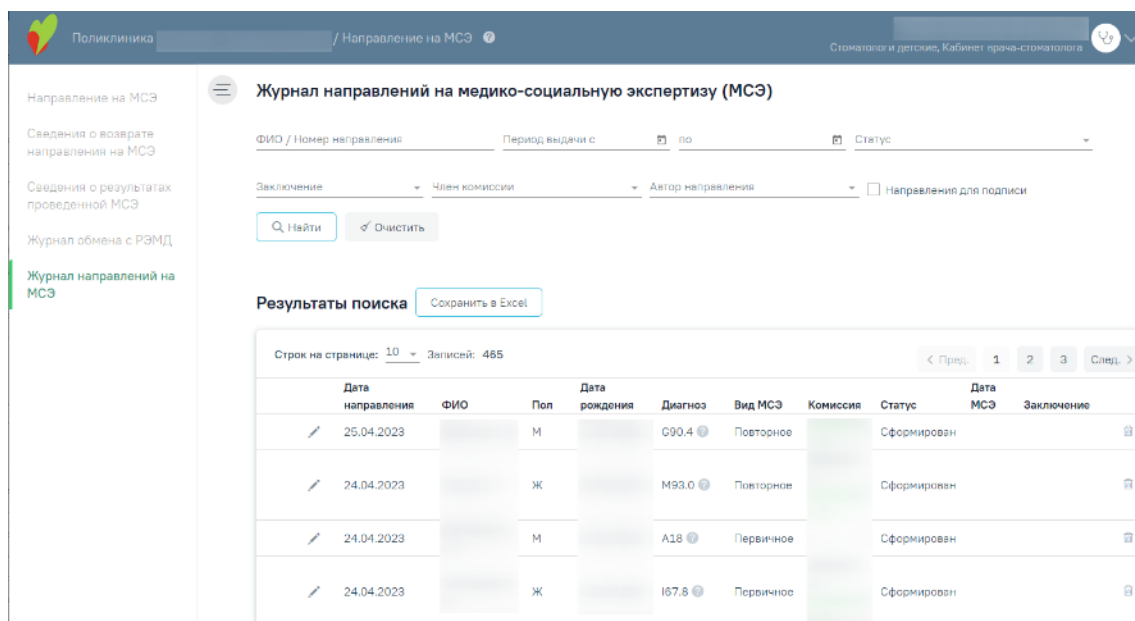 Поликлиника / Направление на МСЭ ?
Стоматологи детские, Кабинет врача-стоматолога
Направление на МСЭ
Сведения о возврате
направления на МСЭ
Сведения о результатах
проведенной МСЭ
Журнал обмена с РЭМД
Журнал направлений на
МСЭ
Журнал направлений на медико-социальную экспертизу (МСЭ)
ФИО / Номер направления Период выдачи с по Статус
Заключение Член комиссии Автор направления Направления для подписи
Найти Очистить
Результаты поиска Сохранить в Excel
Строк на странице: 10 Записей: 465 < Пред. 1 2 3 След. >
Дата направления ФИО Пол Дата рождения Диагноз Вид МСЭ Комиссия Статус Дата МСЭ Заключение
25.04.2023 М G90.4 ? Повторное Сформирован
24.04.2023 Ж M93.0 ? Повторное Сформирован
24.04.2023 М A18 ? Первичное Сформирован
24.04.2023 Ж I67.8 ? Первичное Сформирован